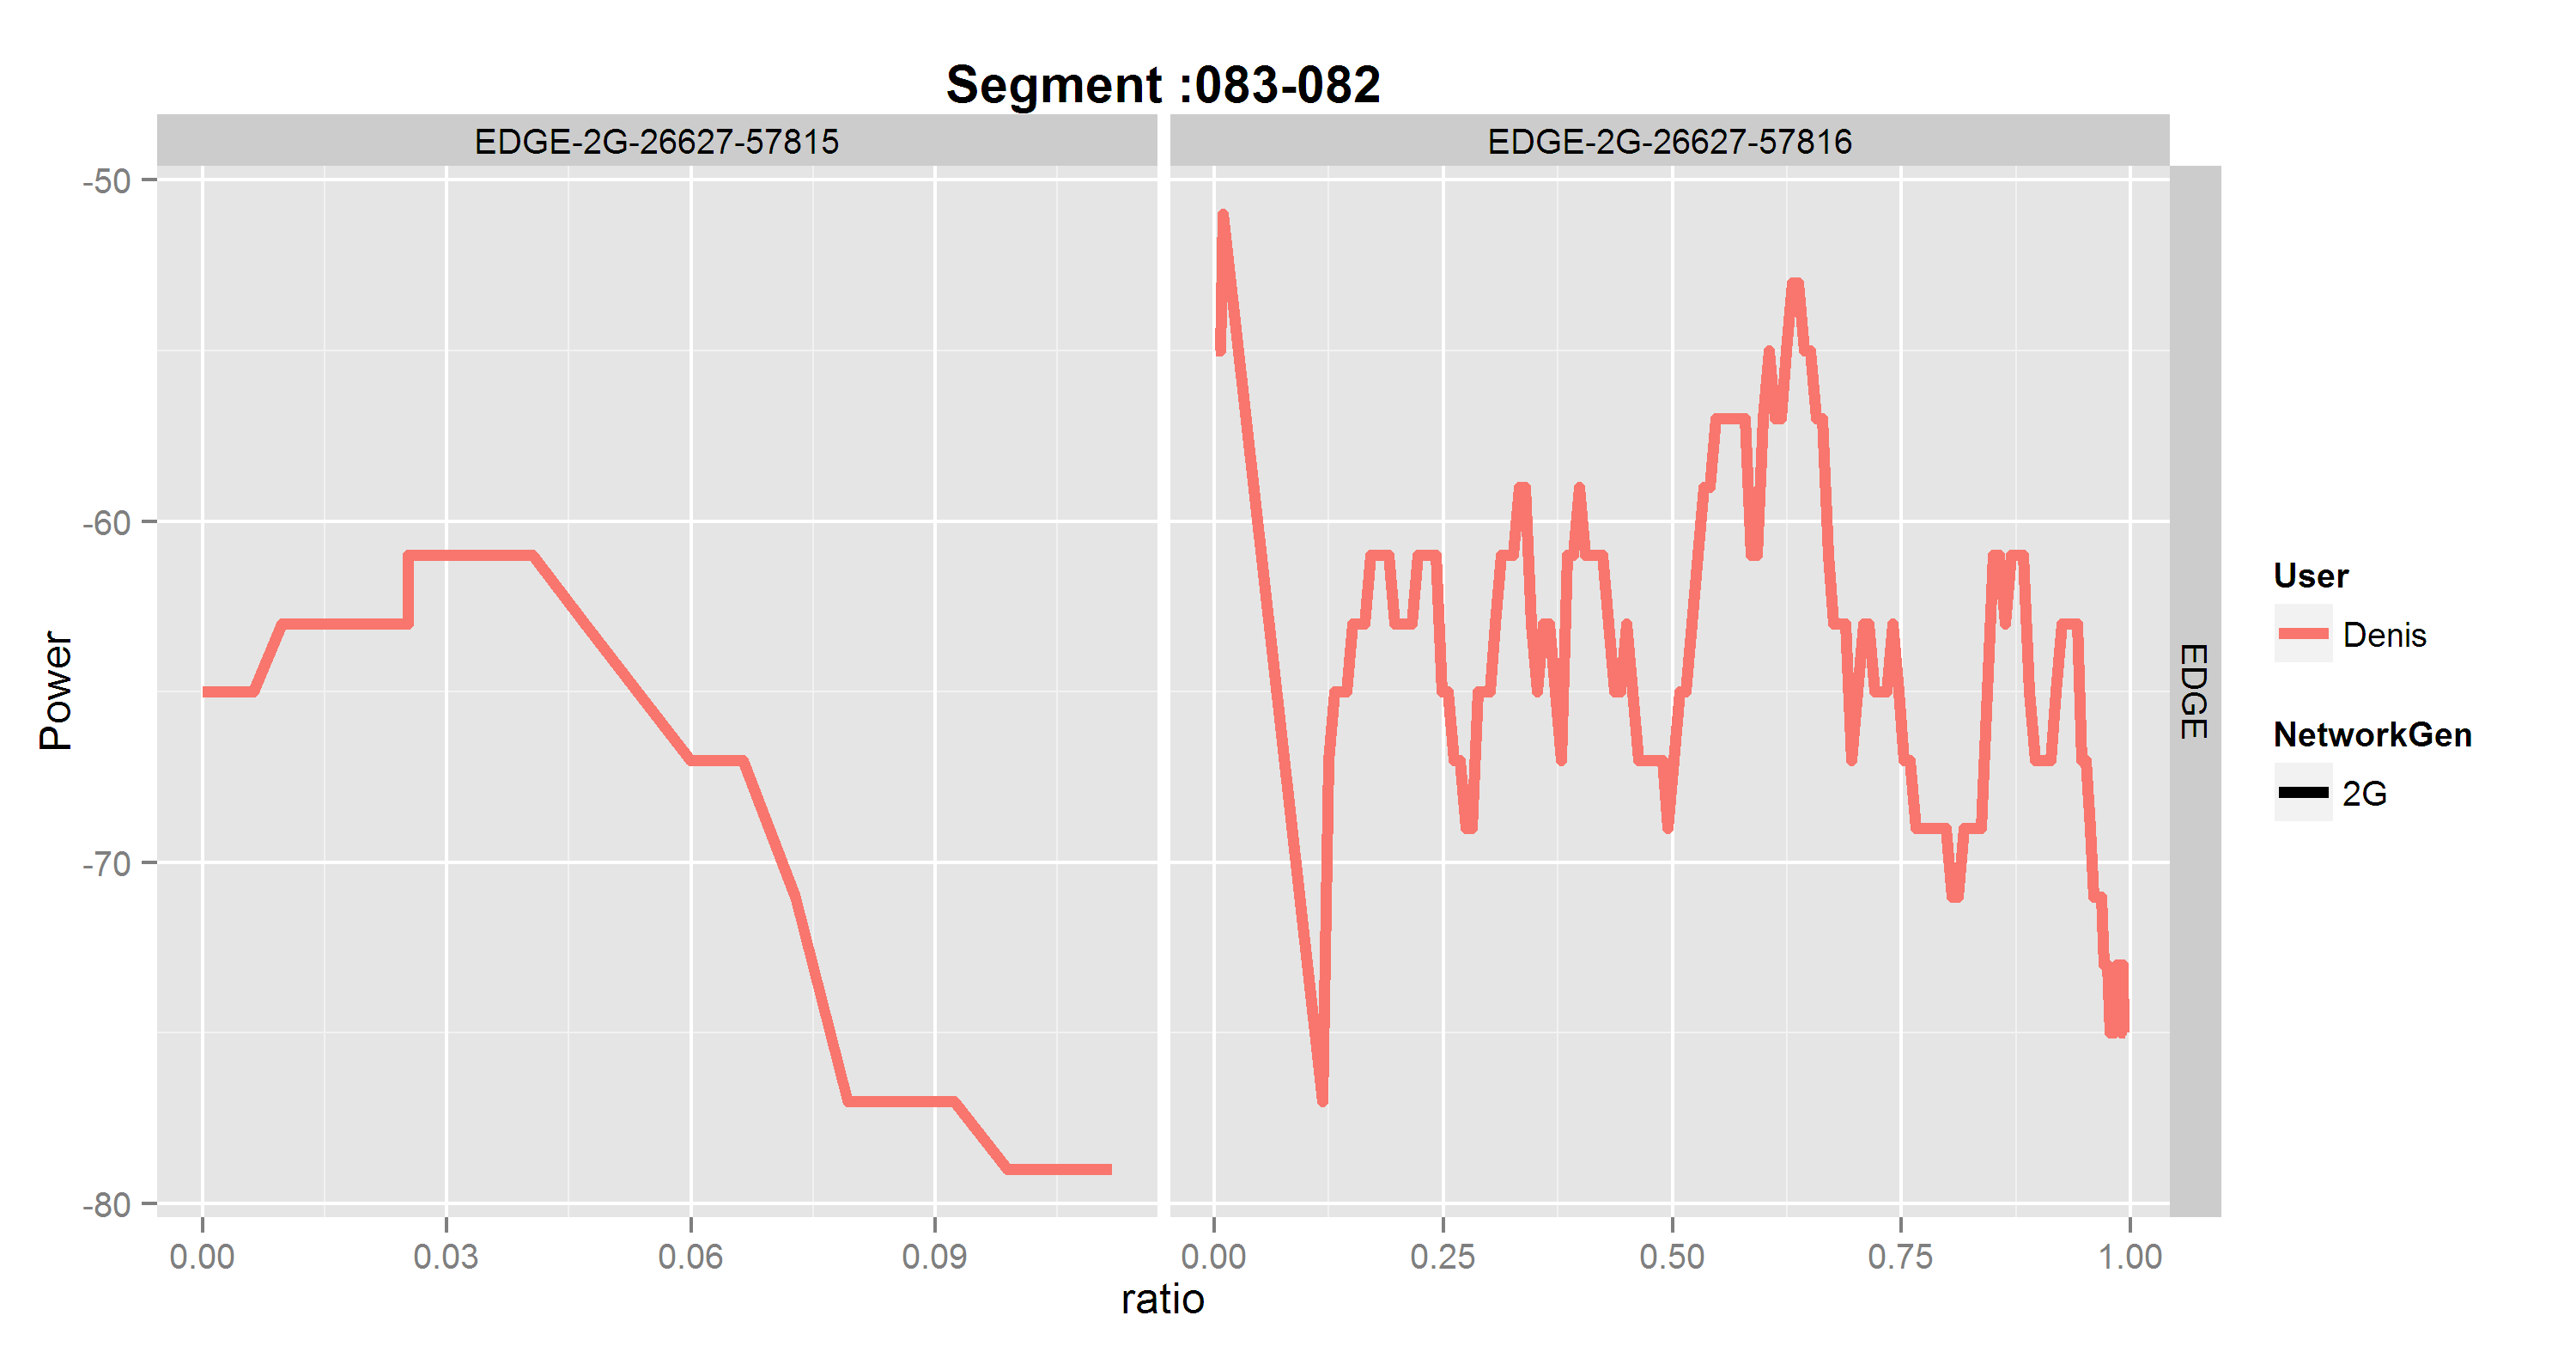 Segment :083-082
EDGE-2G-26627-57815
EDGE-2G-26627-57816
-50
-60
-70
-80
Power
0.00 0.03 0.06 0.09
0.00 0.25 0.50 0.75 1.00
ratio
EDGE
User
Denis
NetworkGen
2G